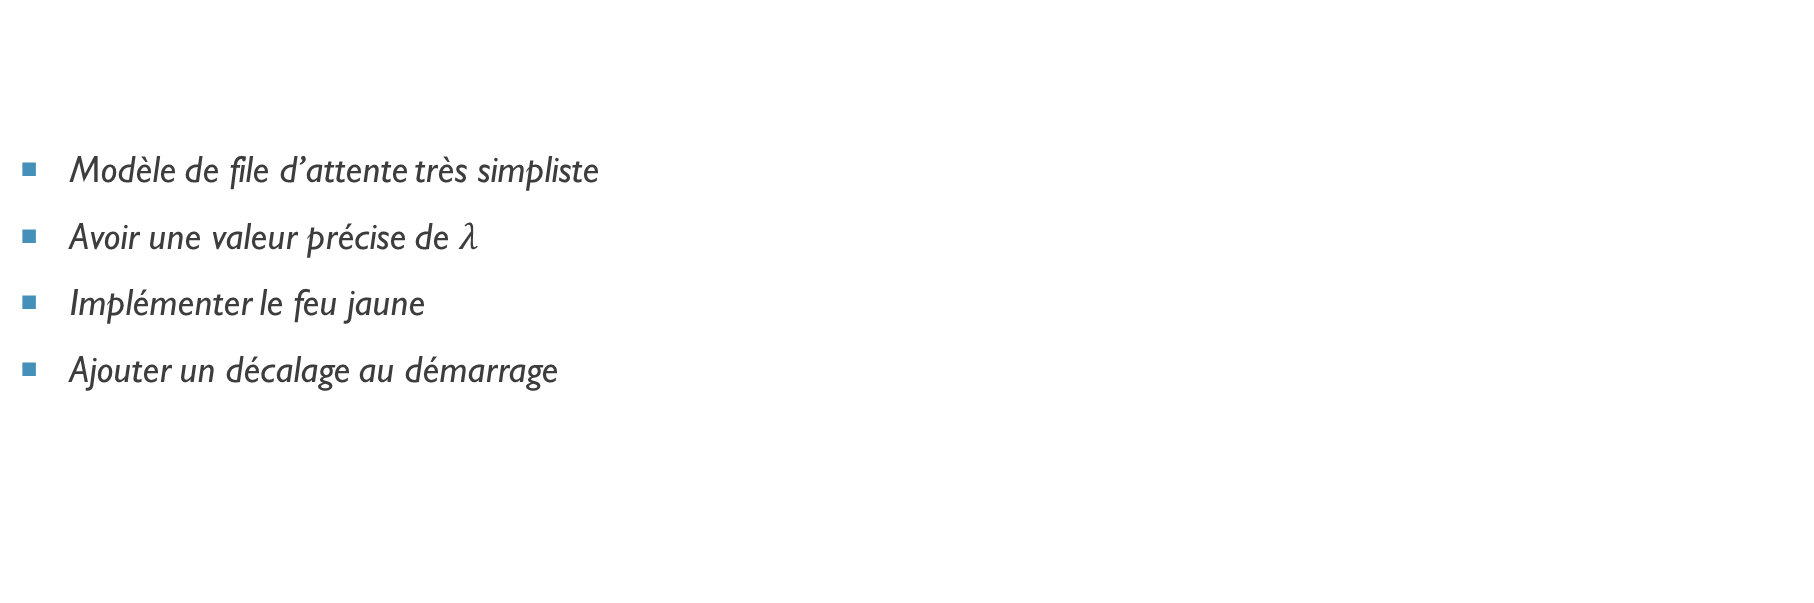 ▪ Modèle de file d’attente très simpliste
▪ Avoir une valeur précise de λ
▪ Implémenter le feu jaune
▪ Ajouter un décalage au démarrage